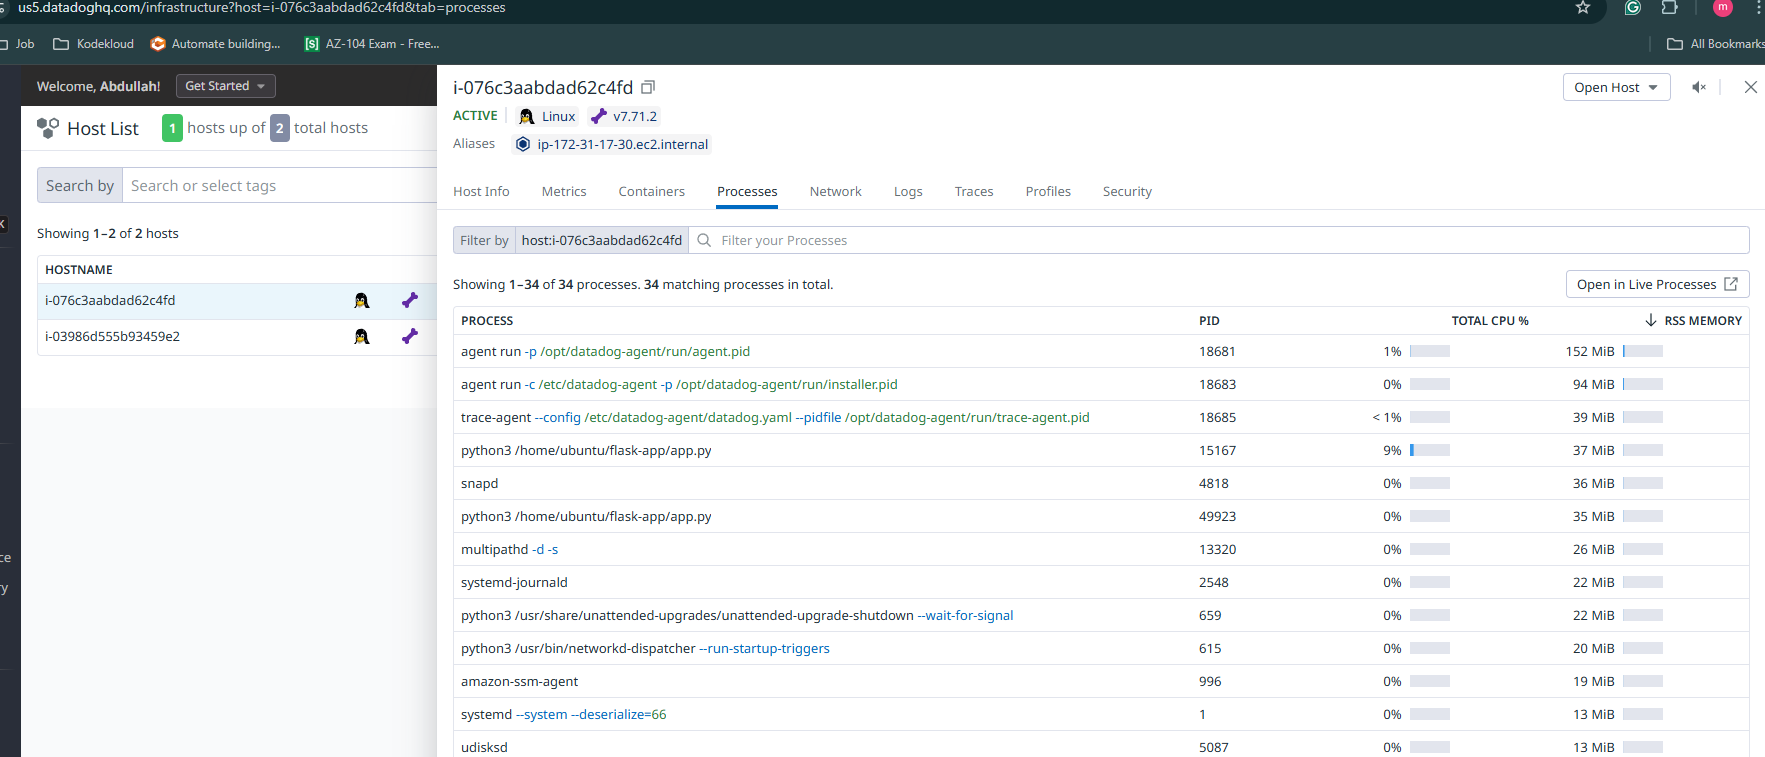 us5.datadoghq.com/infrastructure?host=i-076c3aabdad62c4fd&tab=processes
m
Job
Kodekloud
Automate building...
[S] AZ-104 Exam - Free...
All Bookmarks
Welcome, Abdullah!
Get Started
Host List
1 hosts up of 2 total hosts
Search by
Search or select tags
Showing 1–2 of 2 hosts
HOSTNAME
i-076c3aabdad62c4fd
i-03986d555b93459e2
K
ce
ry
i-076c3aabdad62c4fd
Open Host
ACTIVE
Linux
v7.71.2
Aliases
ip-172-31-17-30.ec2.internal
Host Info Metrics Containers Processes Network Logs Traces Profiles Security
Filter by host:i-076c3aabdad62c4fd Filter your Processes
Showing 1–34 of 34 processes. 34 matching processes in total.
Open in Live Processes
PROCESS PID TOTAL CPU % RSS MEMORY
agent run -p /opt/datadog-agent/run/agent.pid 18681 1% 152 MiB
agent run -c /etc/datadog-agent -p /opt/datadog-agent/run/installer.pid 18683 0% 94 MiB
trace-agent --config /etc/datadog-agent/datadog.yaml --pidfile /opt/datadog-agent/run/trace-agent.pid 18685 < 1% 39 MiB
python3 /home/ubuntu/flask-app/app.py 15167 9% 37 MiB
snapd 4818 0% 36 MiB
python3 /home/ubuntu/flask-app/app.py 49923 0% 35 MiB
multipathd -d -s 13320 0% 26 MiB
systemd-journald 2548 0% 22 MiB
python3 /usr/share/unattended-upgrades/unattended-upgrade-shutdown --wait-for-signal 659 0% 22 MiB
python3 /usr/bin/networkd-dispatcher --run-startup-triggers 615 0% 20 MiB
amazon-ssm-agent 996 0% 19 MiB
systemd --system --deserialize=66 1 0% 13 MiB
udisksd 5087 0% 13 MiB